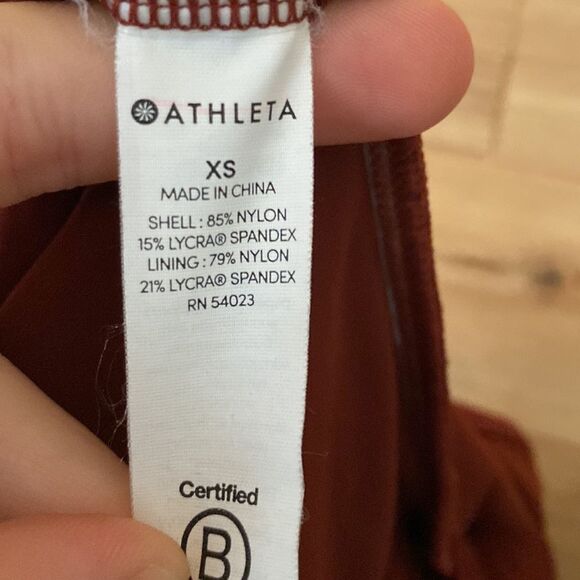 ATHLETA
XS
MADE IN CHINA
SHELL : 85% NYLON
15% LYCRA® SPANDEX
LINING : 79% NYLON
21% LYCRA® SPANDEX
RN 54023
Certified
B